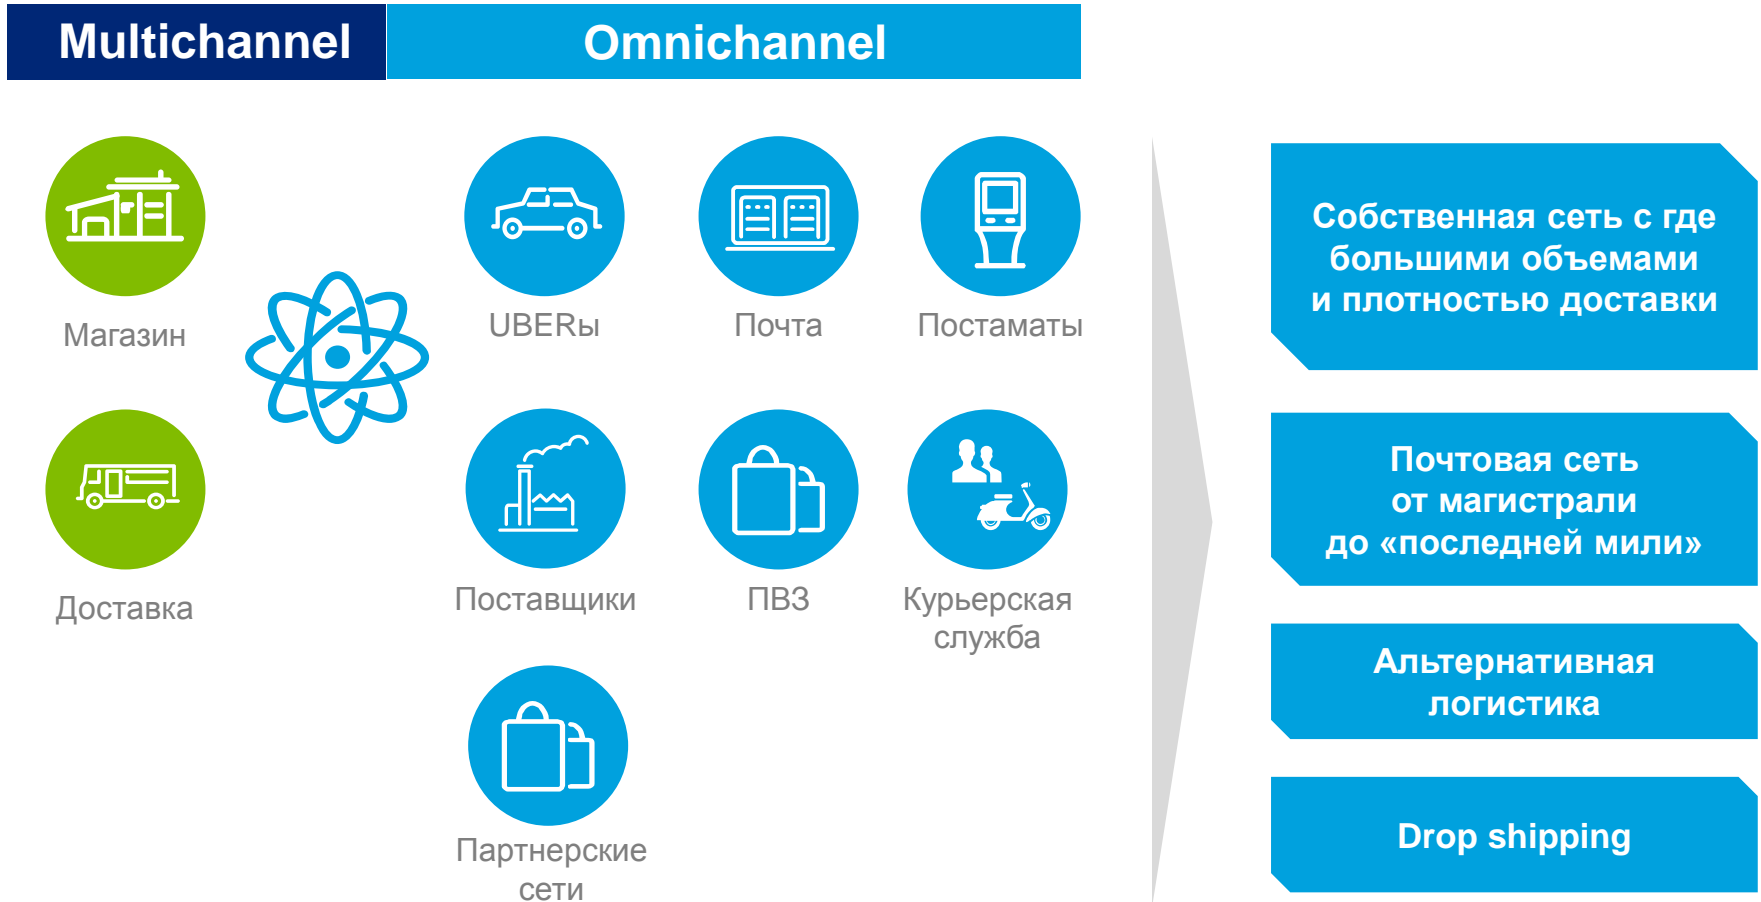 Multichannel
Omnichannel
Магазин
UBERы
Почта
Постаматы
Доставка
Поставщики
ПВЗ
Курьерская
служба
Партнерские
сети
Собственная сеть с где
большими объемами
и плотностью доставки
Почтовая сеть
от магистрали
до «последней мили»
Альтернативная
логистика
Drop shipping